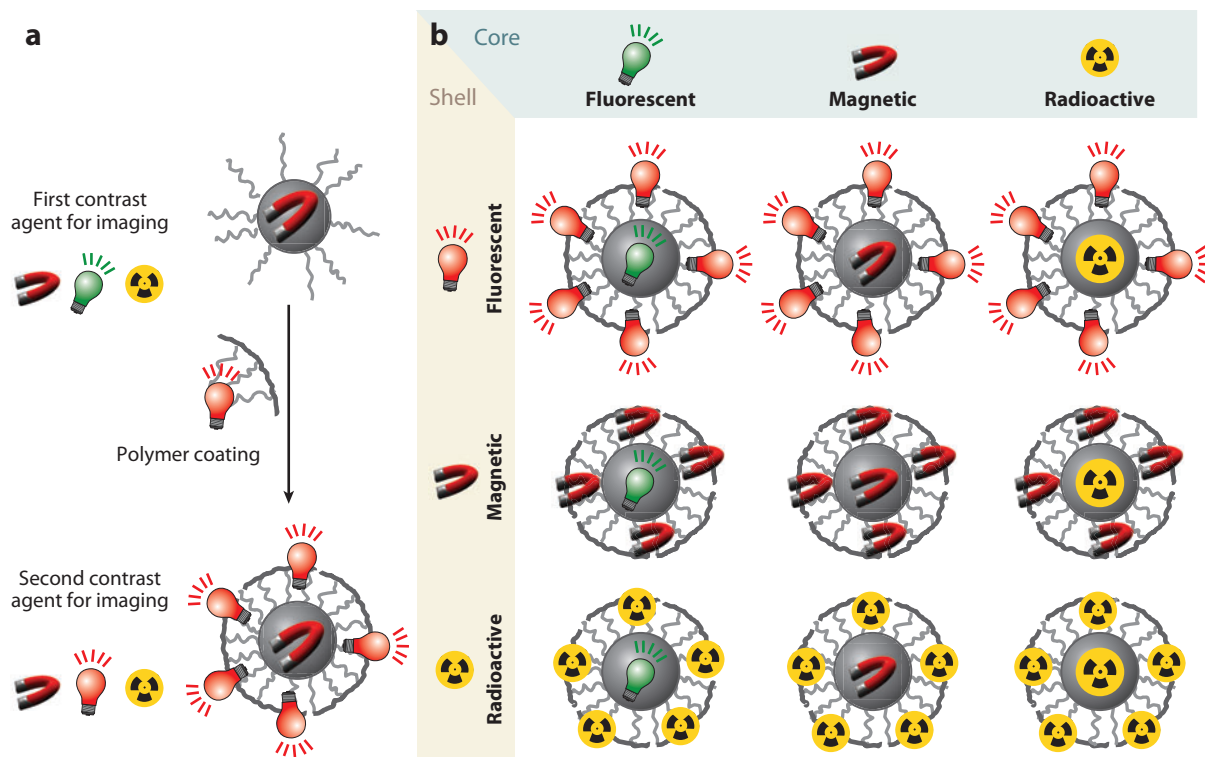 a
First contrast
agent for imaging
Polymer coating
Second contrast
agent for imaging
b
Core
Shell
Fluorescent
Magnetic
Radioactive
Fluorescent
Magnetic
Radioactive